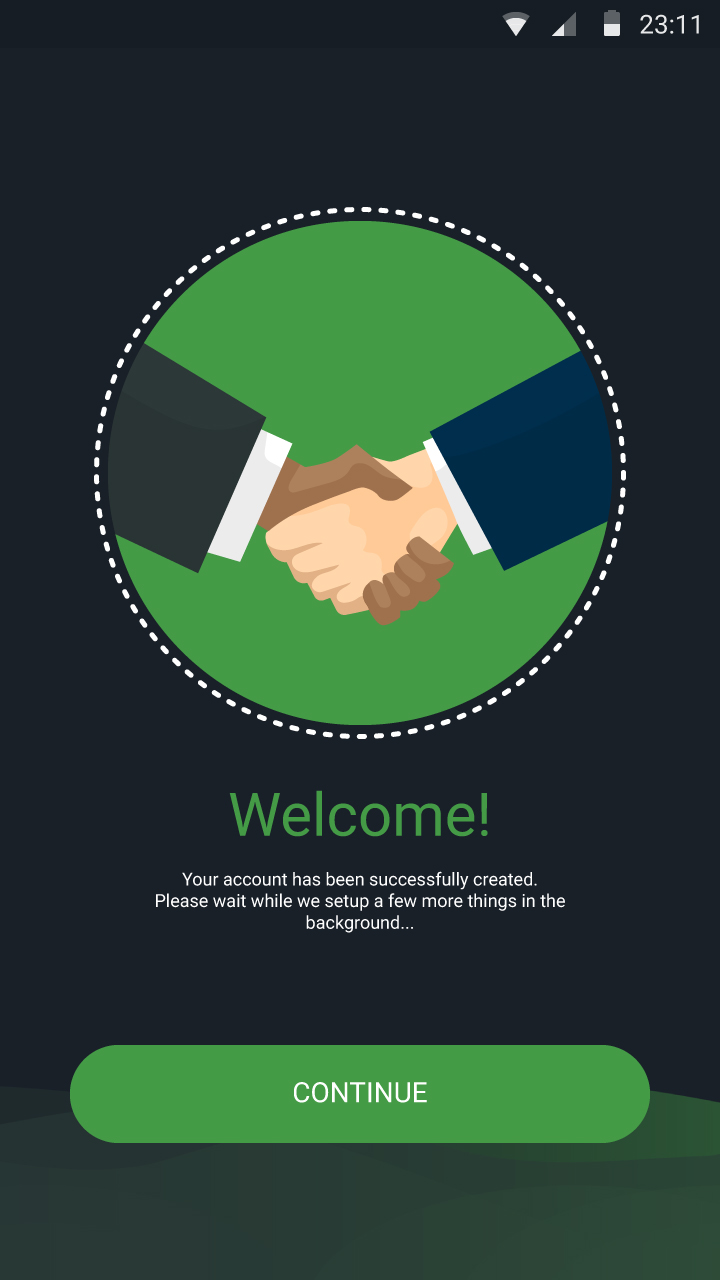 23:11
Welcome!
Your account has been successfully created.
Please wait while we setup a few more things in the
background...
CONTINUE